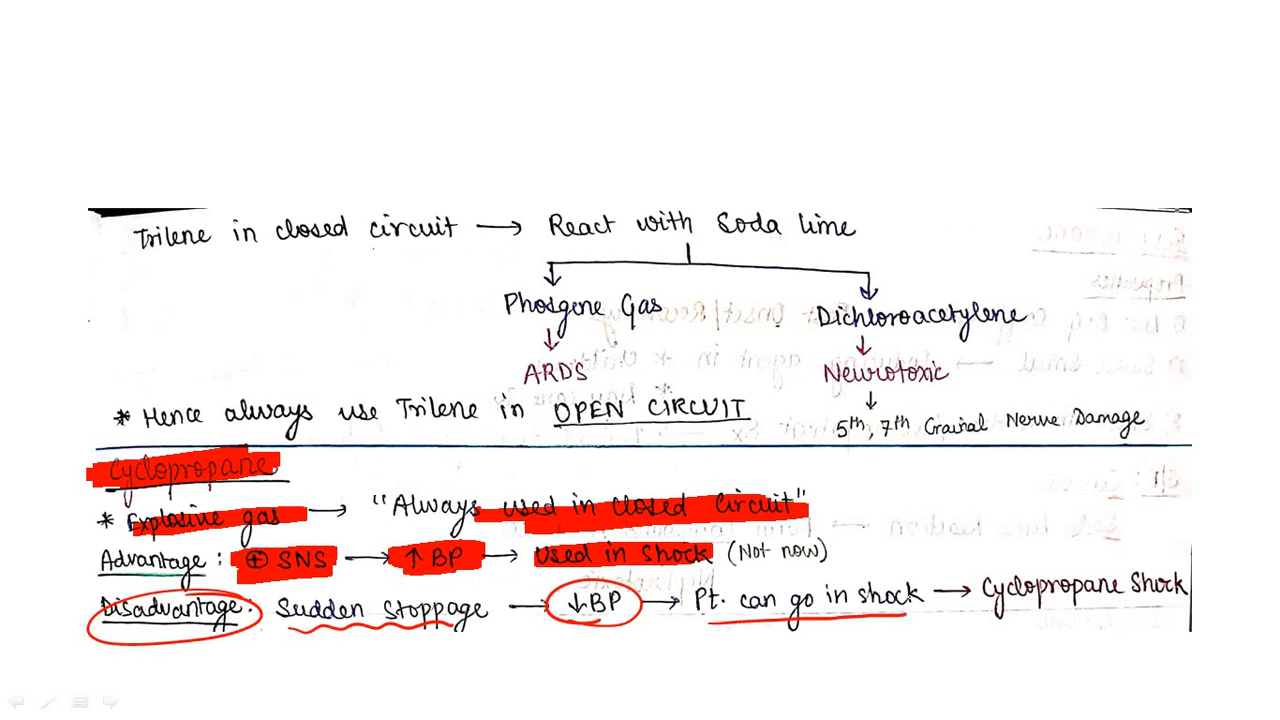 Trilene in closed circuit → React with Soda lime
Phosgene Gas
Dichloroacetylene
ARDS
Neurotoxic
* Hence always use Trilene in OPEN CIRCUIT
5th, 7th Cranial Nerve Damage
Cyclopropane
* Explosive gas → "Always used in closed circuit"
Advantage : ⊕ SNS → ↑ BP → used in shock (Not now)
Disadvantage: Sudden stoppage → ↓BP → Pt. can go in shock → Cyclopropane Shock